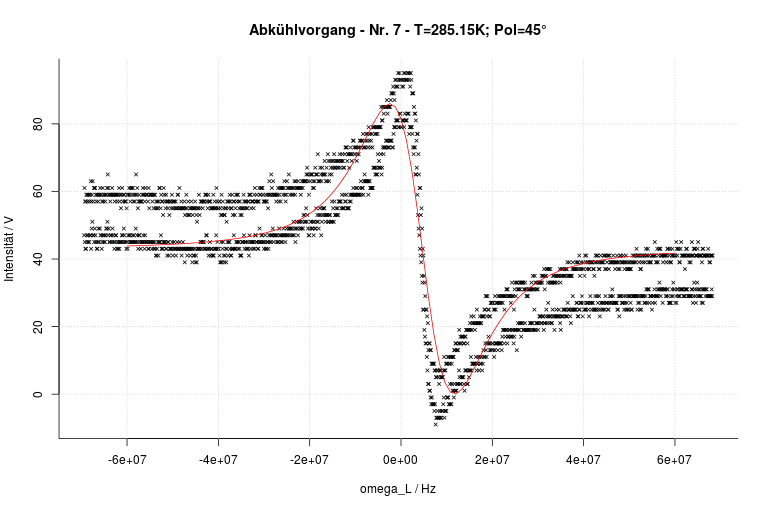 Abkühlvorgang - Nr. 7 - T=285.15K; Pol=45°
Intensität / V
80
60
40
20
0
-6e+07 -4e+07 -2e+07 0e+00 2e+07 4e+07 6e+07
omega_L / Hz